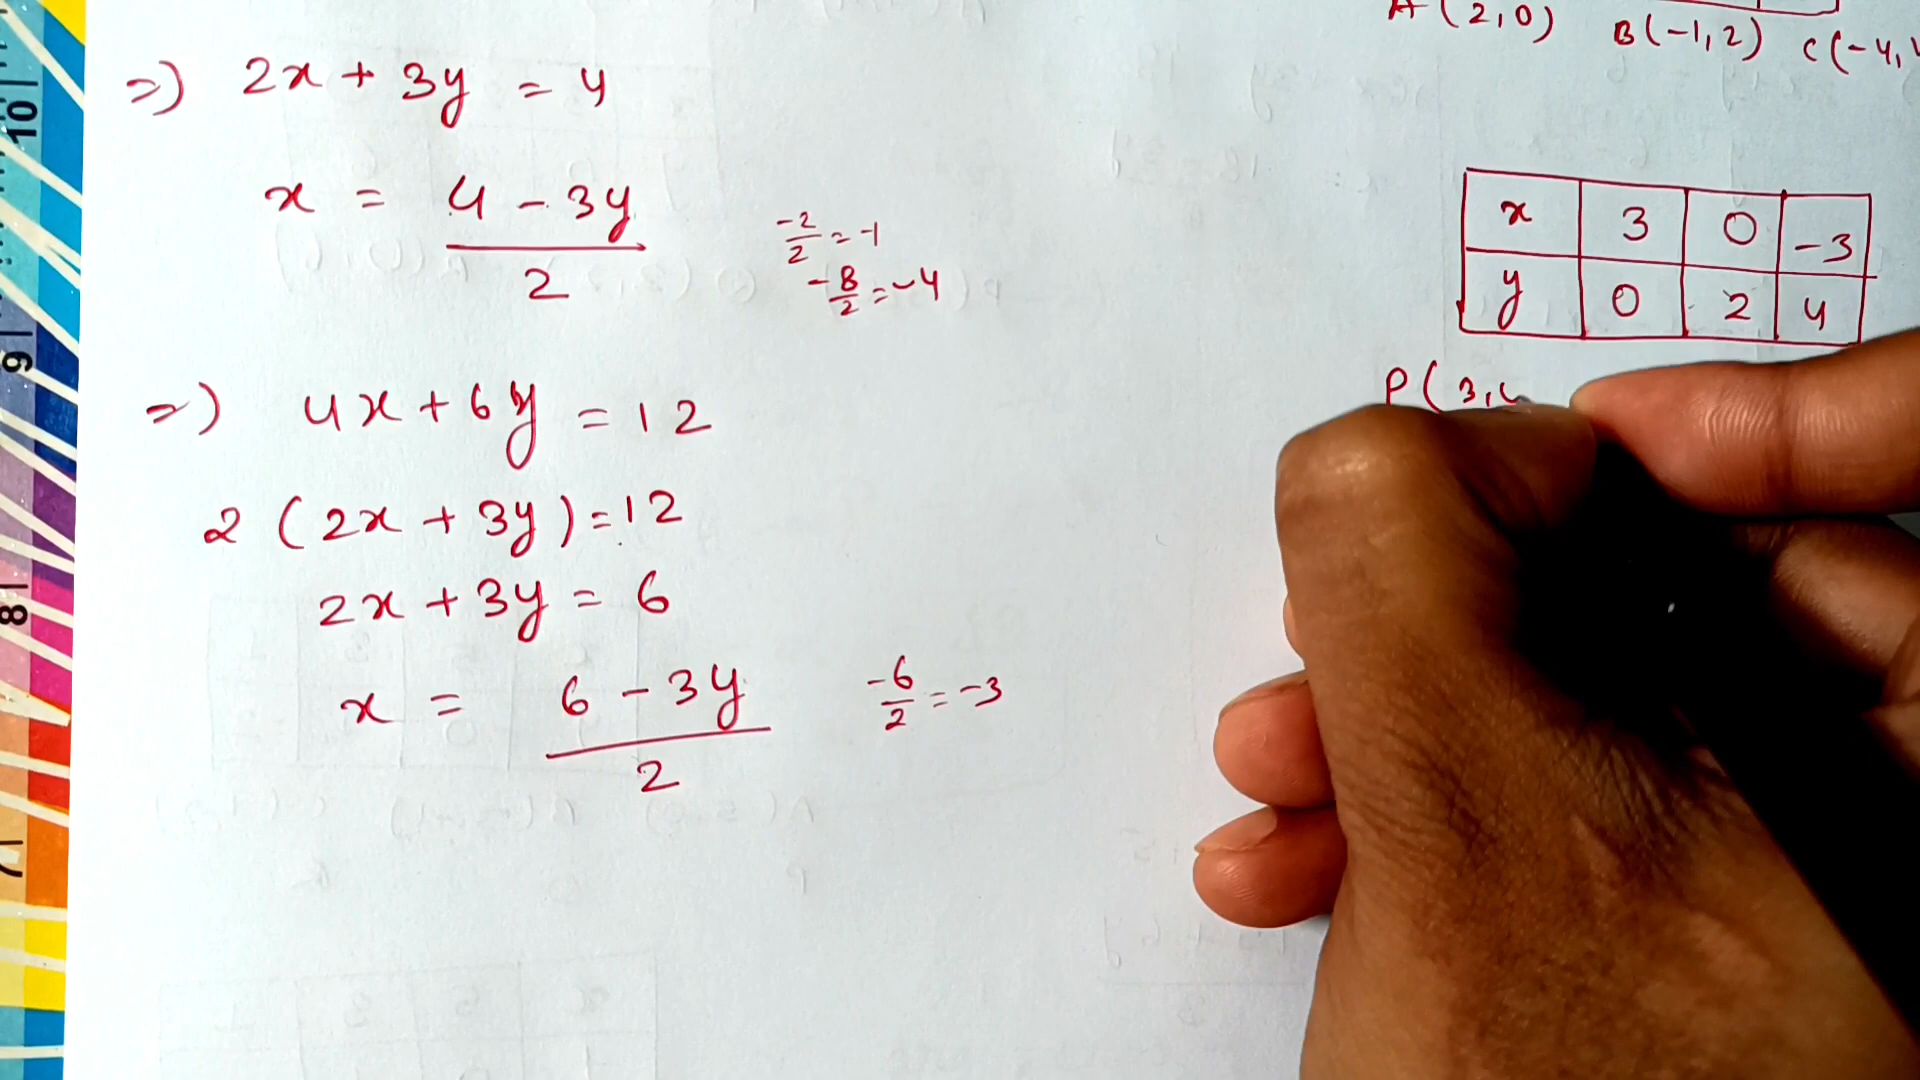 A(2,0) B(-1,2) C(-4,
=) 2x + 3y = 4
x = 4 - 3y
2
-2/2 = -1
-8/2 = -4
x 3 0 -3
y 0 2 4
P(3,
=) 4x + 6y = 12
2 (2x + 3y) = 12
2x + 3y = 6
x = 6 - 3y
2
-6/2 = -3
10
9
8
7